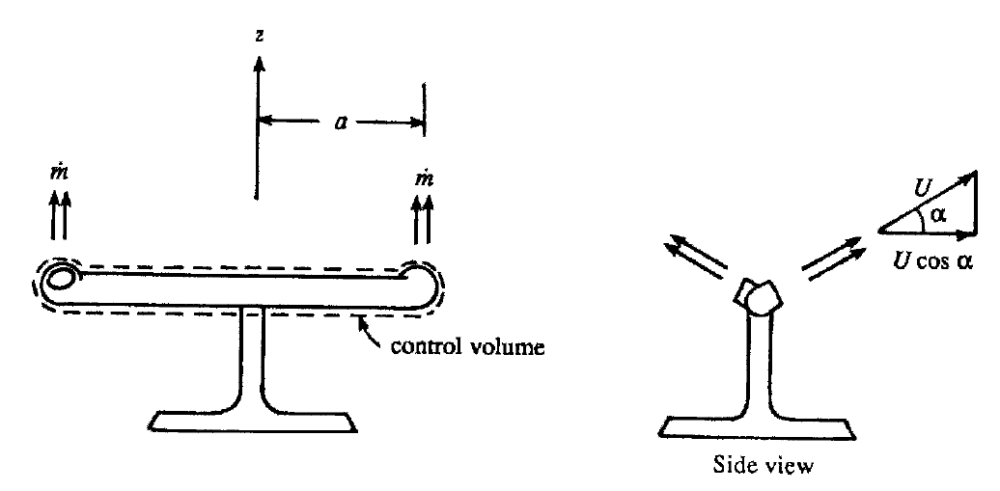 z
a
ṁ
ṁ
control volume
U
α
U cos α
Side view